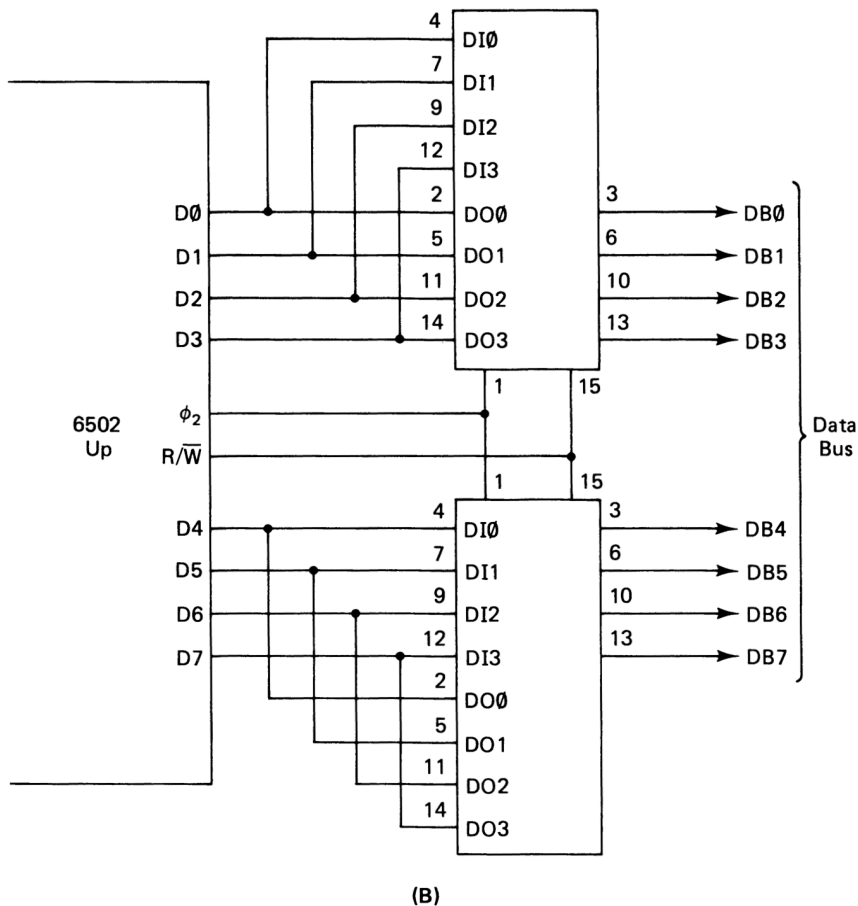 4 DIØ
7 DI1
9 DI2
12 DI3
DØ 2 DOØ 3 DBØ
D1 5 DO1 6 DB1
D2 11 DO2 10 DB2
D3 14 DO3 13 DB3
1 15
ϕ2
6502
Up
R/W̅
Data
Bus
1 15
D4 4 DIØ 3 DB4
D5 7 DI1 6 DB5
D6 9 DI2 10 DB6
D7 12 DI3 13 DB7
2 DOØ
5 DO1
11 DO2
14 DO3
(B)